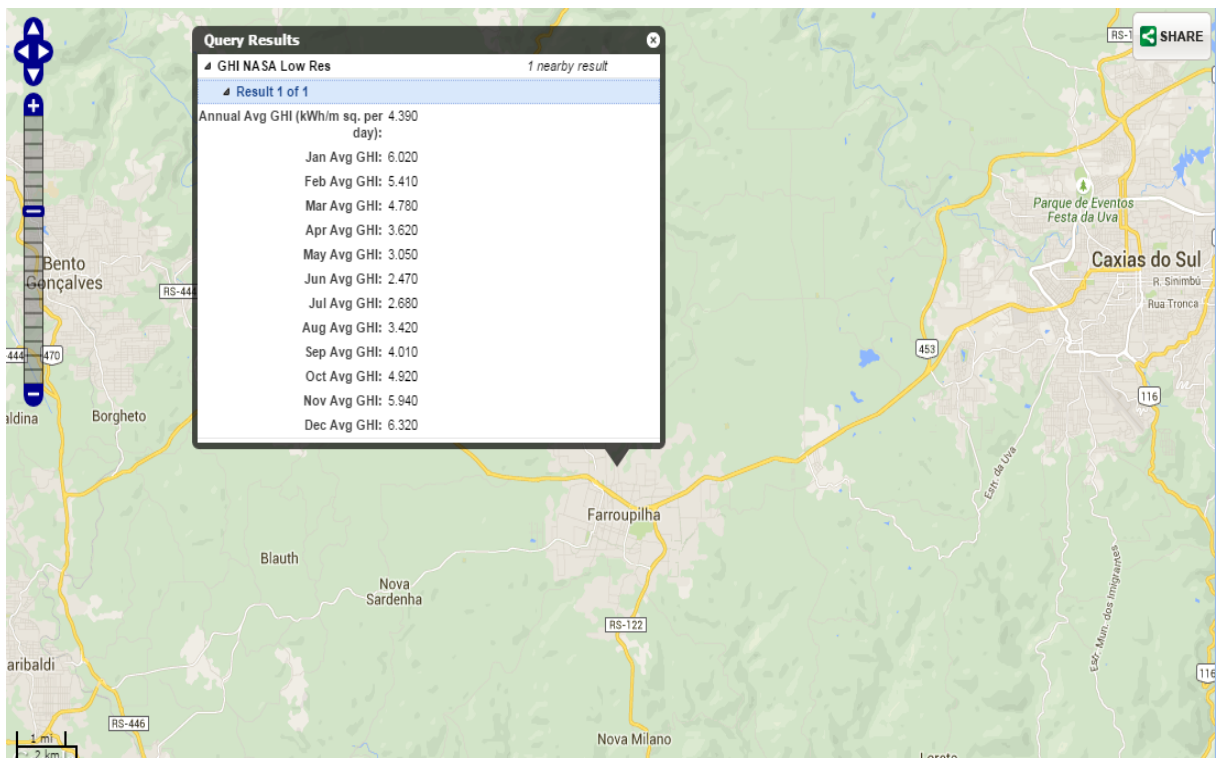 Query Results
GHI NASA Low Res 1 nearby result
Result 1 of 1
Annual Avg GHI (kWh/m sq. per day): 4.390
Jan Avg GHI: 6.020
Feb Avg GHI: 5.410
Mar Avg GHI: 4.780
Apr Avg GHI: 3.620
May Avg GHI: 3.050
Jun Avg GHI: 2.470
Jul Avg GHI: 2.680
Aug Avg GHI: 3.420
Sep Avg GHI: 4.010
Oct Avg GHI: 4.920
Nov Avg GHI: 5.940
Dec Avg GHI: 6.320
RS-1
SHARE
Parque de Eventos
Festa da Uva
Caxias do Sul
R. Sinimbú
Rua Tronca
Bento
Gonçalves
RS-444
444
470
453
116
Borgheto
aldina
Estr. da Uva
Farroupilha
Blauth
Nova
Sardenha
Estr. Mun. dos Imigrantes
RS-122
aribaldi
116
RS-446
Nova Milano
1 mi
2 km